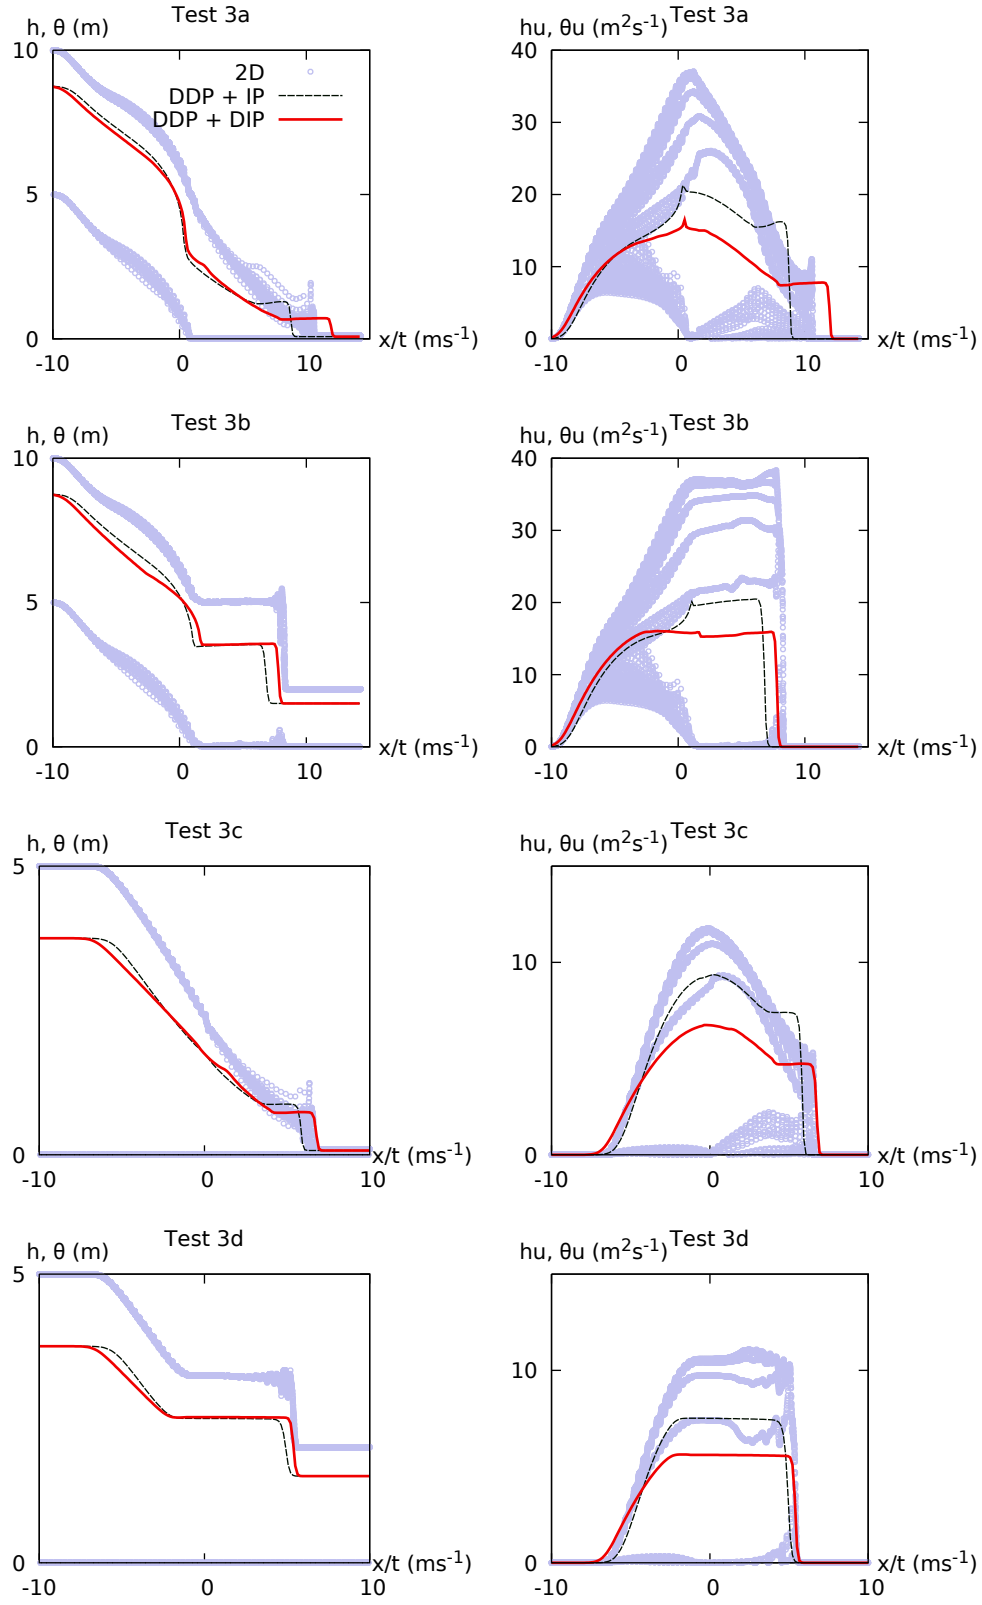 Test 3a
h, θ (m)
10
5
0
-10
0
10
x/t (ms-1)
2D
DDP + IP
DDP + DIP
Test 3a
hu, θu (m2s-1)
40
30
20
10
0
-10
0
10
x/t (ms-1)
Test 3b
h, θ (m)
10
5
0
-10
0
10
x/t (ms-1)
Test 3b
hu, θu (m2s-1)
40
30
20
10
0
-10
0
10
x/t (ms-1)
Test 3c
h, θ (m)
5
0
-10
0
10
x/t (ms-1)
Test 3c
hu, θu (m2s-1)
10
0
-10
0
10
x/t (ms-1)
Test 3d
h, θ (m)
5
0
-10
0
10
x/t (ms-1)
Test 3d
hu, θu (m2s-1)
10
0
-10
0
10
x/t (ms-1)